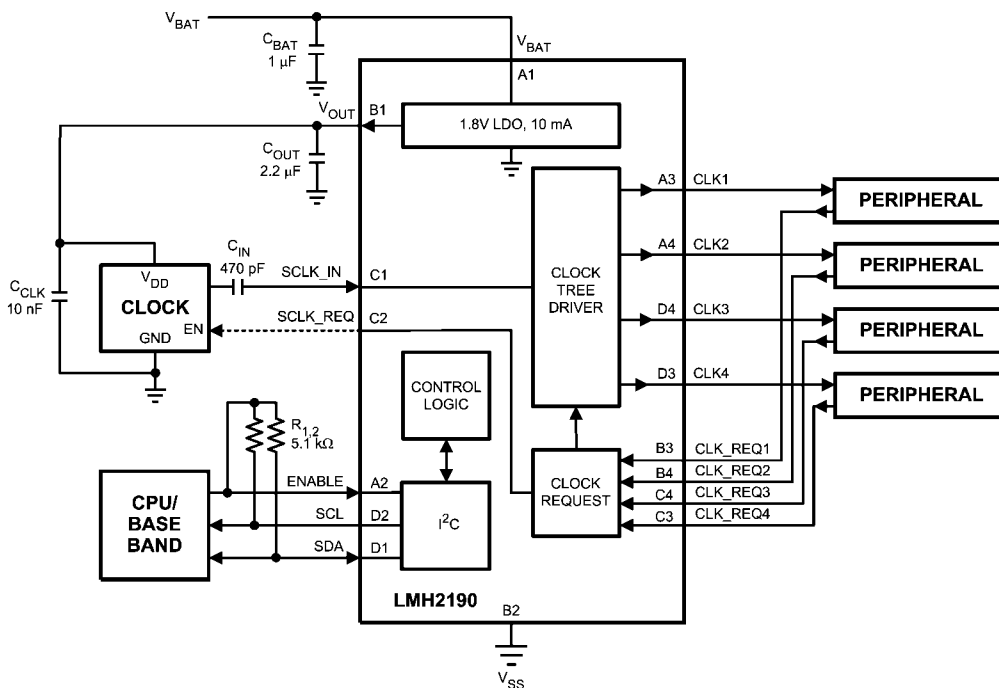 VBAT
CBAT
1 µF
VBAT
A1
VOUT
B1
1.8V LDO, 10 mA
COUT
2.2 µF
A3
CLK1
PERIPHERAL
A4
CLK2
PERIPHERAL
CIN
470 pF
SCLK_IN
C1
CLOCK
TREE
DRIVER
CCLK
10 nF
VDD
CLOCK
EN
GND
SCLK_REQ
C2
D4
CLK3
PERIPHERAL
D3
CLK4
PERIPHERAL
CONTROL
LOGIC
R1,2
5.1 kΩ
B3
CLK_REQ1
B4
CLK_REQ2
C4
CLK_REQ3
C3
CLK_REQ4
CLOCK
REQUEST
CPU/
BASE
BAND
ENABLE
A2
SCL
D2
SDA
D1
I²C
LMH2190
B2
VSS